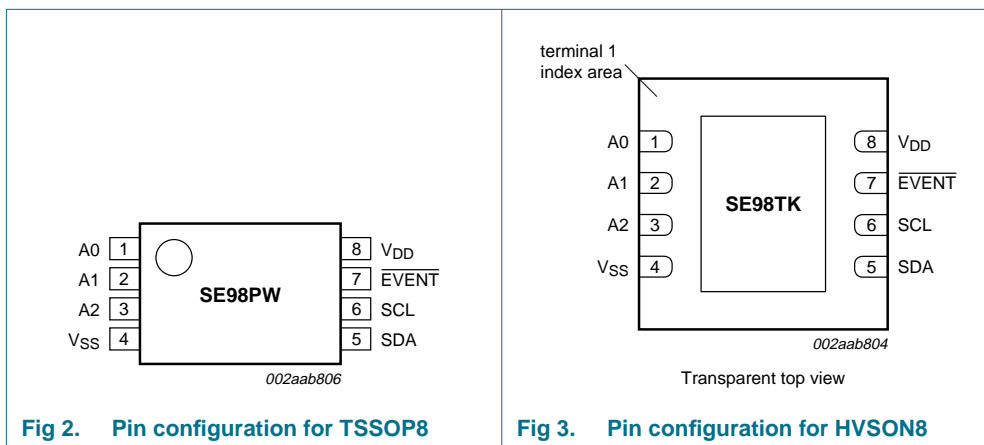 A0 1
A1 2
A2 3
VSS 4
SE98PW
8 VDD
7 EVENT
6 SCL
5 SDA
002aab806
Fig 2. Pin configuration for TSSOP8
terminal 1
index area
A0 1
A1 2
A2 3
VSS 4
SE98TK
8 VDD
7 EVENT
6 SCL
5 SDA
002aab804
Transparent top view
Fig 3. Pin configuration for HVSON8